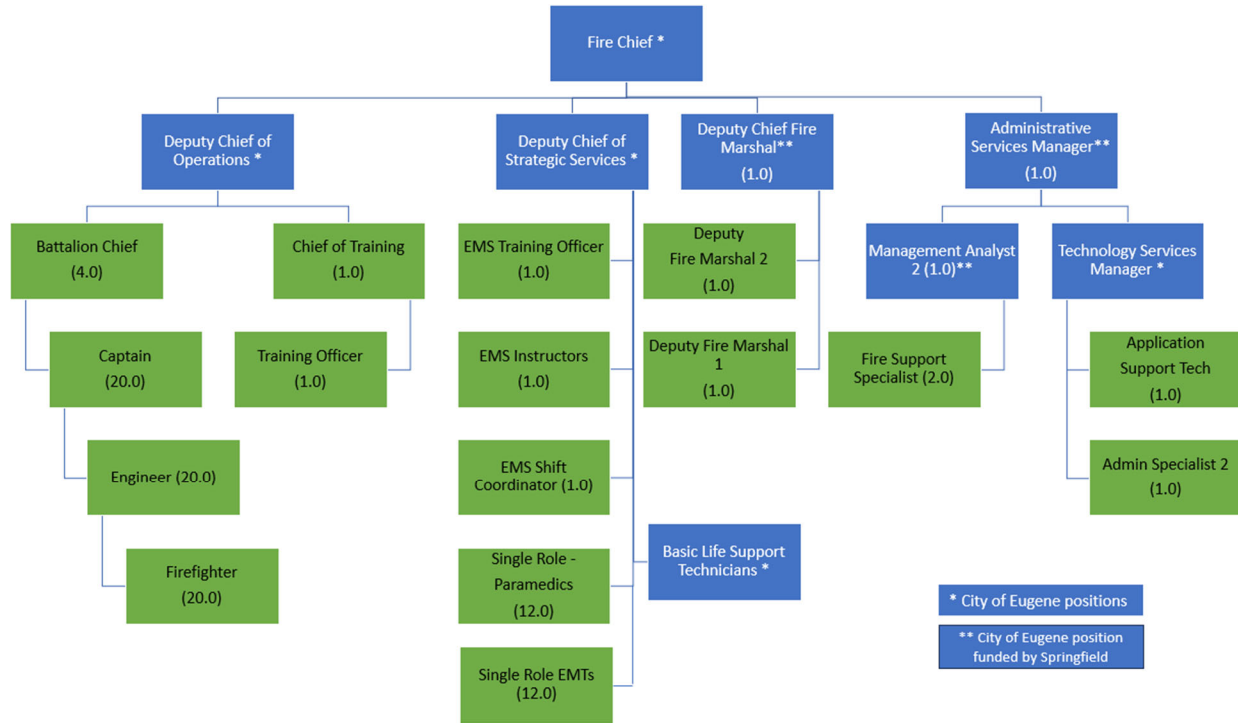 Fire Chief *
Deputy Chief of
Operations *
Deputy Chief of
Strategic Services *
Deputy Chief Fire
Marshal**
(1.0)
Administrative
Services Manager**
(1.0)
Battalion Chief
(4.0)
Chief of Training
(1.0)
EMS Training Officer
(1.0)
Deputy
Fire Marshal 2
(1.0)
Management Analyst
2 (1.0)**
Technology Services
Manager *
Captain
(20.0)
Training Officer
(1.0)
EMS Instructors
(1.0)
Deputy Fire Marshal
1
(1.0)
Fire Support
Specialist (2.0)
Application
Support Tech
(1.0)
Engineer (20.0)
EMS Shift
Coordinator (1.0)
Admin Specialist 2
(1.0)
Firefighter
(20.0)
Single Role -
Paramedics
(12.0)
Basic Life Support
Technicians *
Single Role EMTs
(12.0)
* City of Eugene positions
** City of Eugene position
funded by Springfield